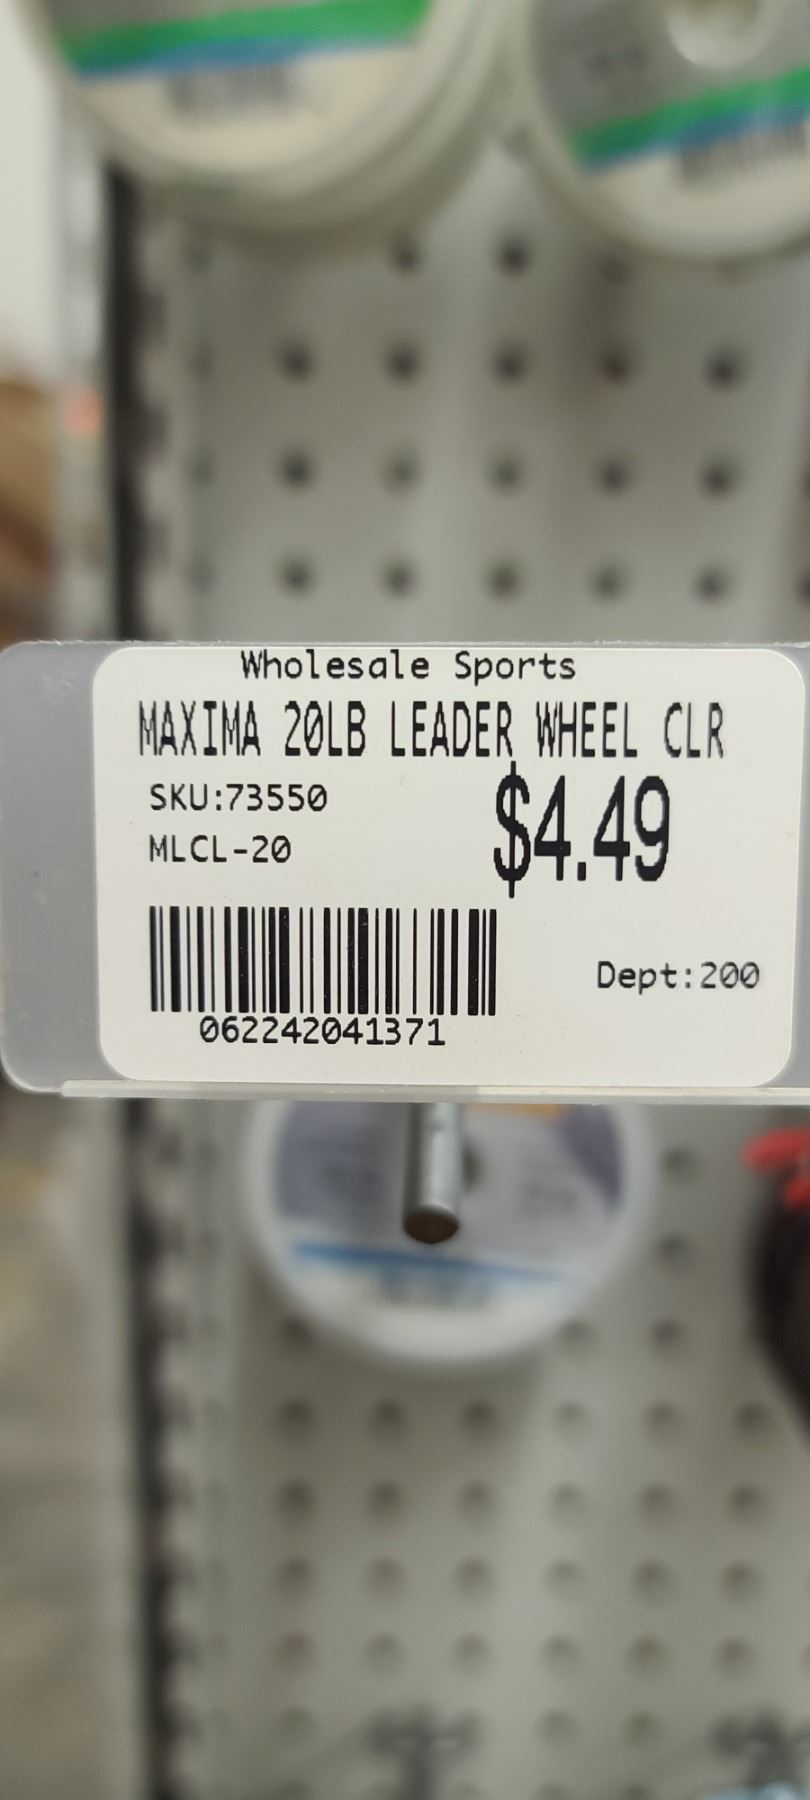 Wholesale Sports
MAXIMA 20LB LEADER WHEEL CLR
SKU:73550
$4.49
MLCL-20
Dept:200
062242041371